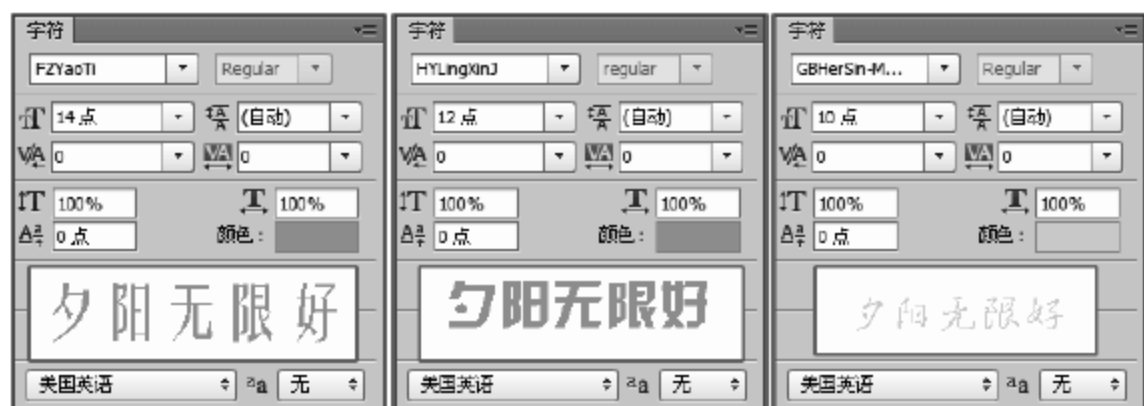 字符
FZYaoTi Regular
14点 (自动)
0 0
100% 100%
0点 颜色：
夕阳无限好
美国英语 aa 无
字符
HYLingXinJ regular
12点 (自动)
0 0
100% 100%
0点 颜色：
夕阳无限好
美国英语 aa 无
字符
GBHerSin-M... Regular
10点 (自动)
0 0
100% 100%
0点 颜色：
夕阳无限好
美国英语 aa 无